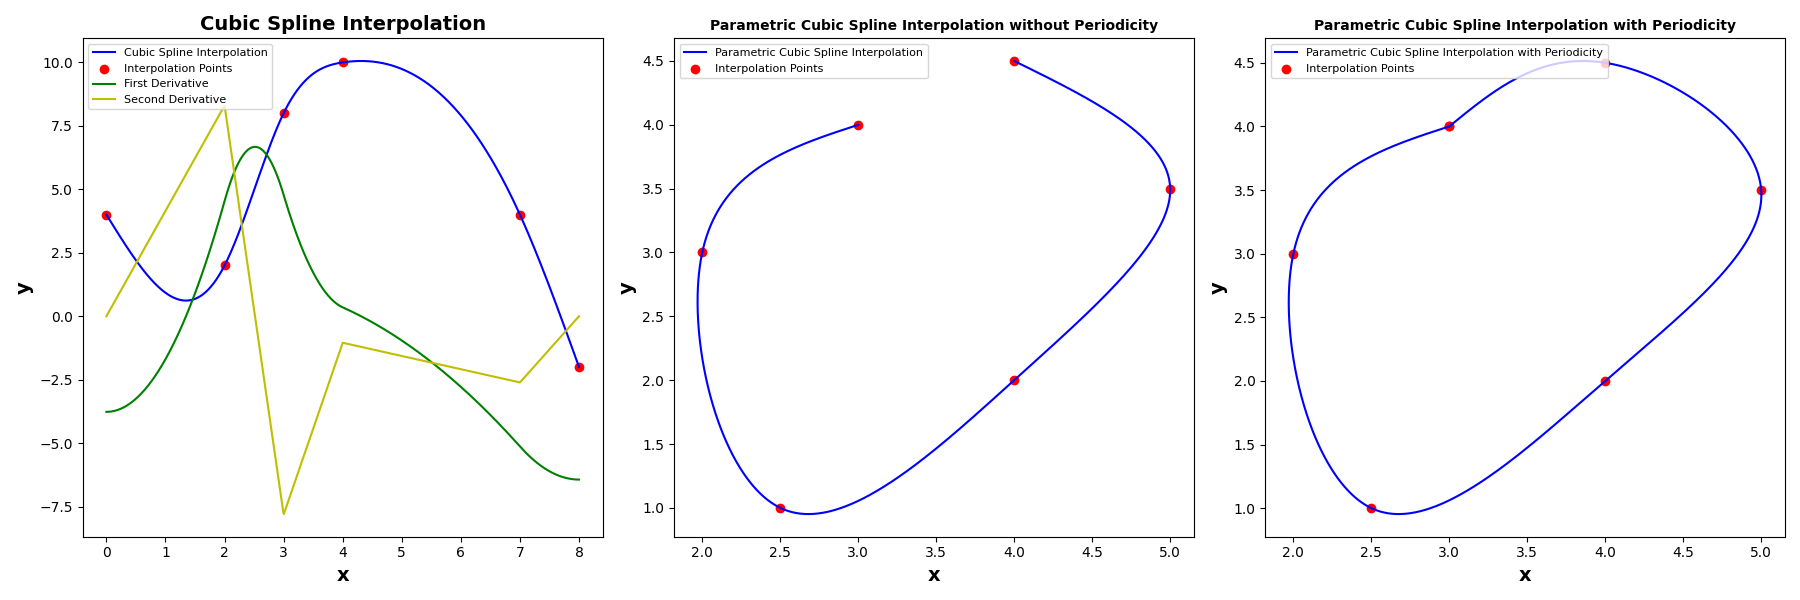 Cubic Spline Interpolation
Cubic Spline Interpolation
Interpolation Points
First Derivative
Second Derivative
10.0
7.5
5.0
2.5
0.0
−2.5
−5.0
−7.5
y
0 1 2 3 4 5 6 7 8
x
Parametric Cubic Spline Interpolation without Periodicity
Parametric Cubic Spline Interpolation
Interpolation Points
4.5
4.0
3.5
3.0
2.5
2.0
1.5
1.0
y
2.0 2.5 3.0 3.5 4.0 4.5 5.0
x
Parametric Cubic Spline Interpolation with Periodicity
Parametric Cubic Spline Interpolation with Periodicity
Interpolation Points
4.5
4.0
3.5
3.0
2.5
2.0
1.5
1.0
y
2.0 2.5 3.0 3.5 4.0 4.5 5.0
x